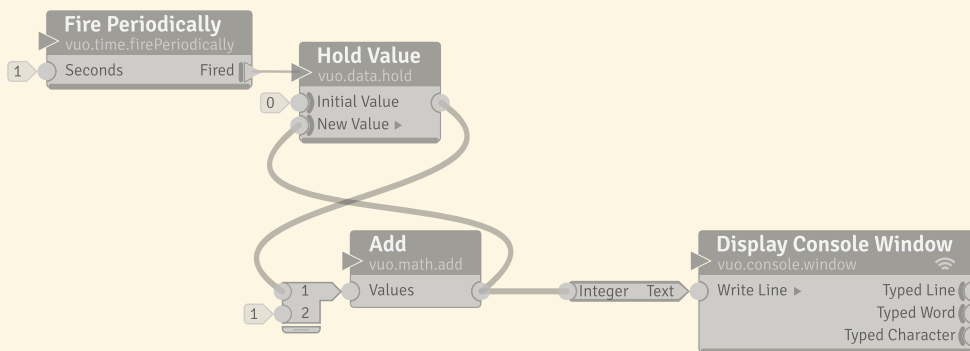 Fire Periodically
vuo.time.firePeriodically
1 Seconds Fired
Hold Value
vuo.data.hold
0 Initial Value
New Value
Add
vuo.math.add
1 Values
1 2
Integer Text
Display Console Window
vuo.console.window
Write Line Typed Line
Typed Word
Typed Character